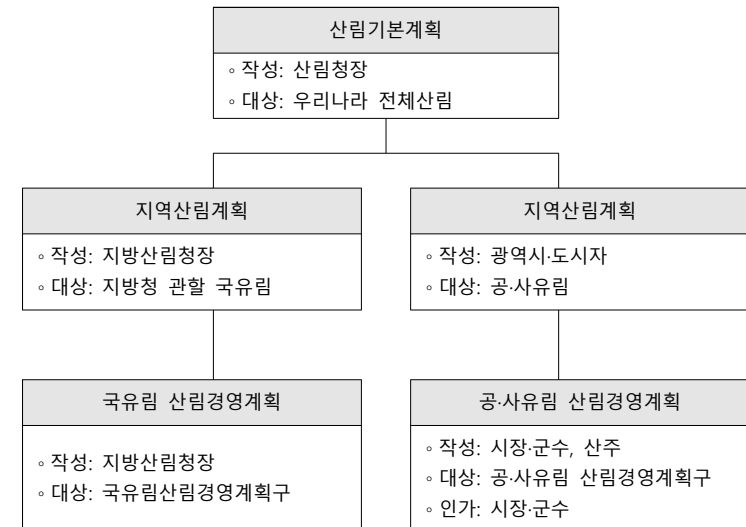 산림기본계획
◦ 작성: 산림청장
◦ 대상: 우리나라 전체산림
지역산림계획
◦ 작성: 지방산림청장
◦ 대상: 지방청 관할 국유림
지역산림계획
◦ 작성: 광역시·도시자
◦ 대상: 공·사유림
국유림 산림경영계획
◦ 작성: 지방산림청장
◦ 대상: 국유림산림경영계획구
공·사유림 산림경영계획
◦ 작성: 시장·군수, 산주
◦ 대상: 공·사유림 산림경영계획구
◦ 인가: 시장·군수